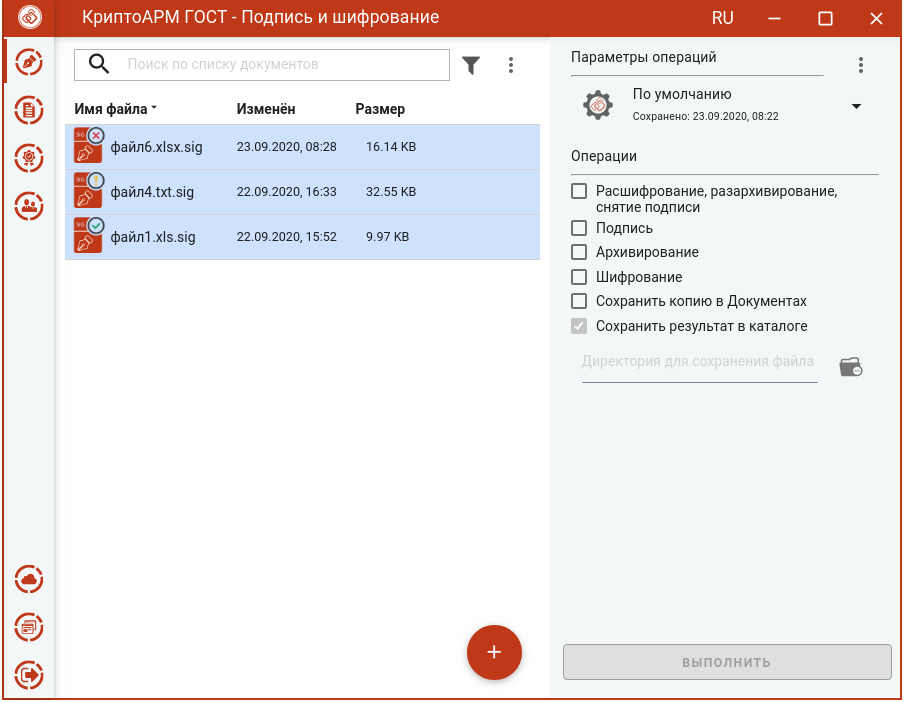 КриптоАРМ ГОСТ - Подпись и шифрование
RU
Поиск по списку документов
Имя файла
Изменён
Размер
SIG
файл6.xlsx.sig
23.09.2020, 08:28
16.14 KB
SIG
файл4.txt.sig
22.09.2020, 16:33
32.55 KB
SIG
файл1.xls.sig
22.09.2020, 15:52
9.97 KB
Параметры операций
По умолчанию
Сохранено: 23.09.2020, 08:22
Операции
Расшифрование, разархивирование,
снятие подписи
Подпись
Архивирование
Шифрование
Сохранить копию в Документах
Сохранить результат в каталоге
Директория для сохранения файла
ВЫПОЛНИТЬ